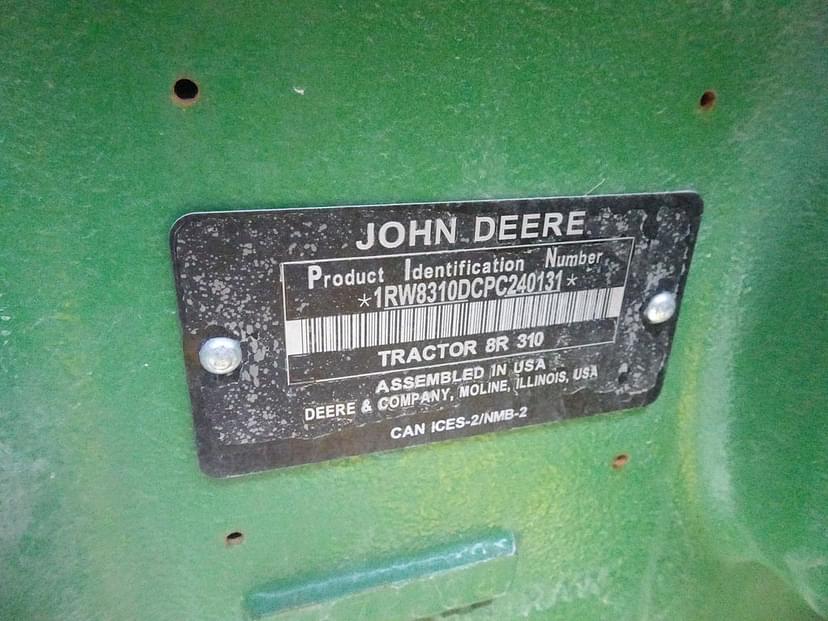 JOHN DEERE
Product Identification Number
*1RW8310DCPC240131*
TRACTOR 8R 310
ASSEMBLED IN USA
DEERE & COMPANY, MOLINE, ILLINOIS, USA
CAN ICES-2/NMB-2